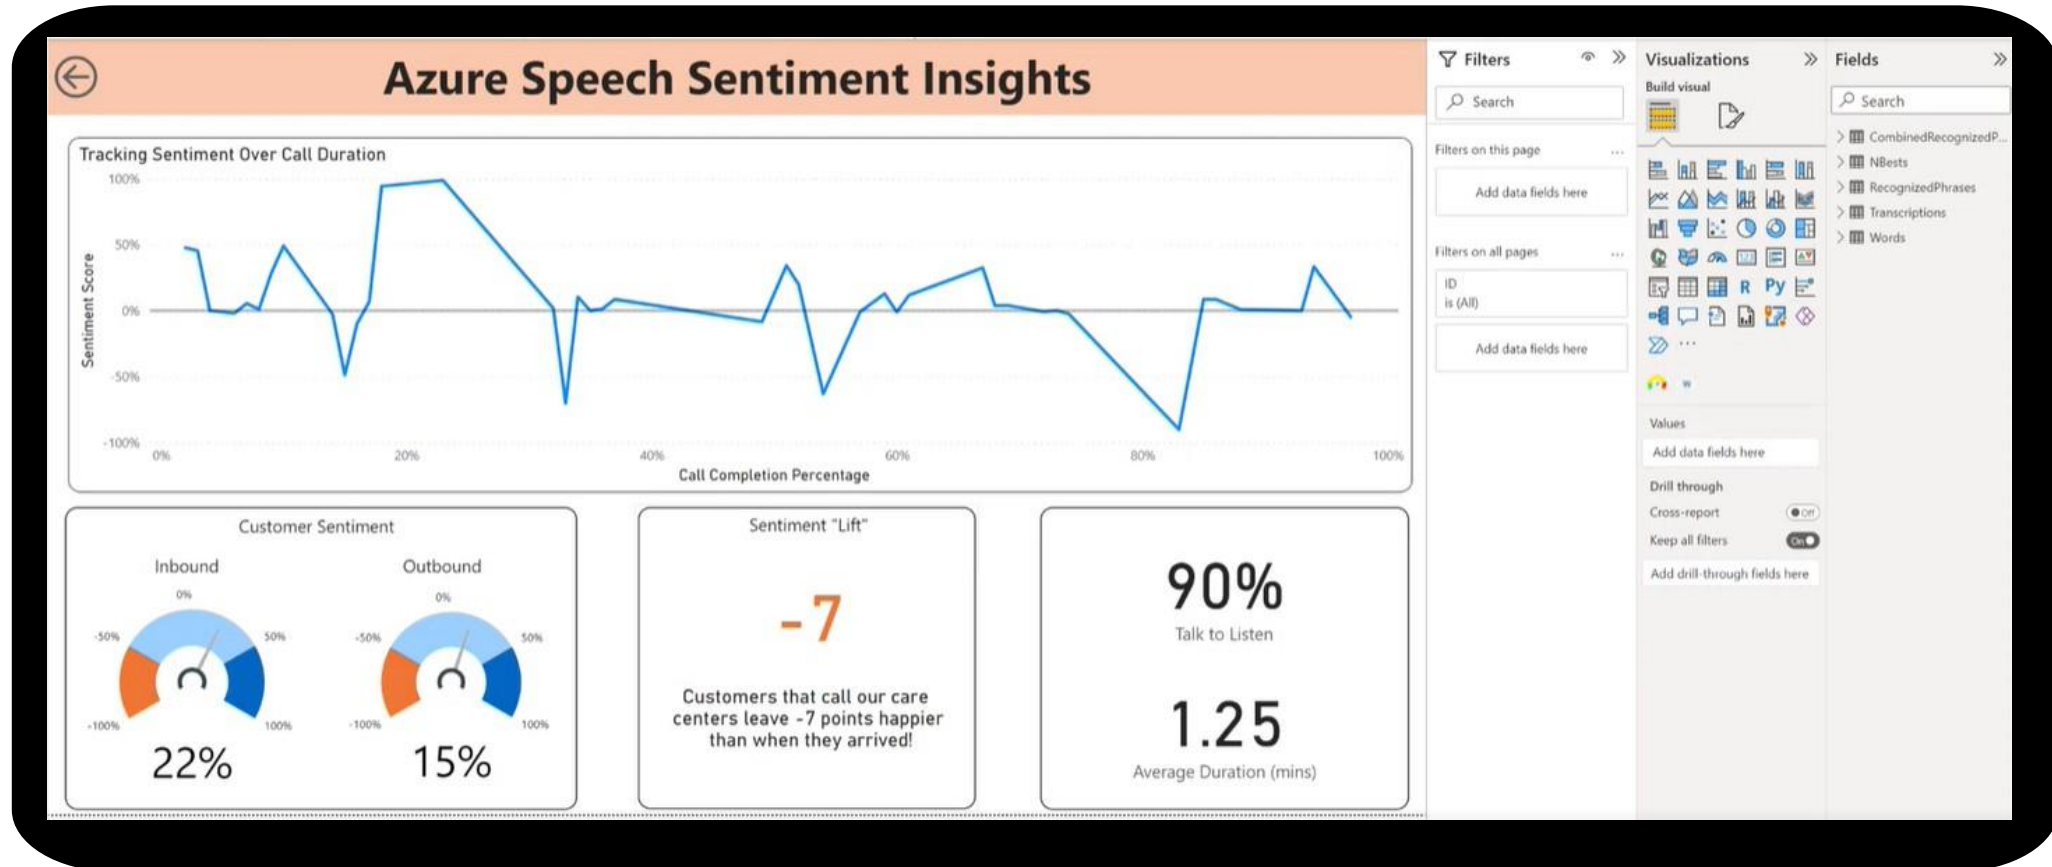 Azure Speech Sentiment Insights
Tracking Sentiment Over Call Duration
Sentiment Score
100%
50%
0%
-50%
-100%
0%
20%
40%
60%
80%
100%
Call Completion Percentage
Customer Sentiment
Inbound
0%
-50%
50%
-100%
100%
22%
Outbound
0%
-50%
50%
-100%
100%
15%
Sentiment "Lift"
-7
Customers that call our care
centers leave -7 points happier
than when they arrived!
90%
Talk to Listen
1.25
Average Duration (mins)
Filters
Search
Filters on this page
...
Add data fields here
Filters on all pages
...
ID
is (All)
Add data fields here
Visualizations
Build visual
R
Py
...
Values
Add data fields here
Drill through
Cross-report
Off
Keep all filters
On
Add drill-through fields here
Fields
Search
CombinedRecognizedP...
NBests
RecognizedPhrases
Transcriptions
Words